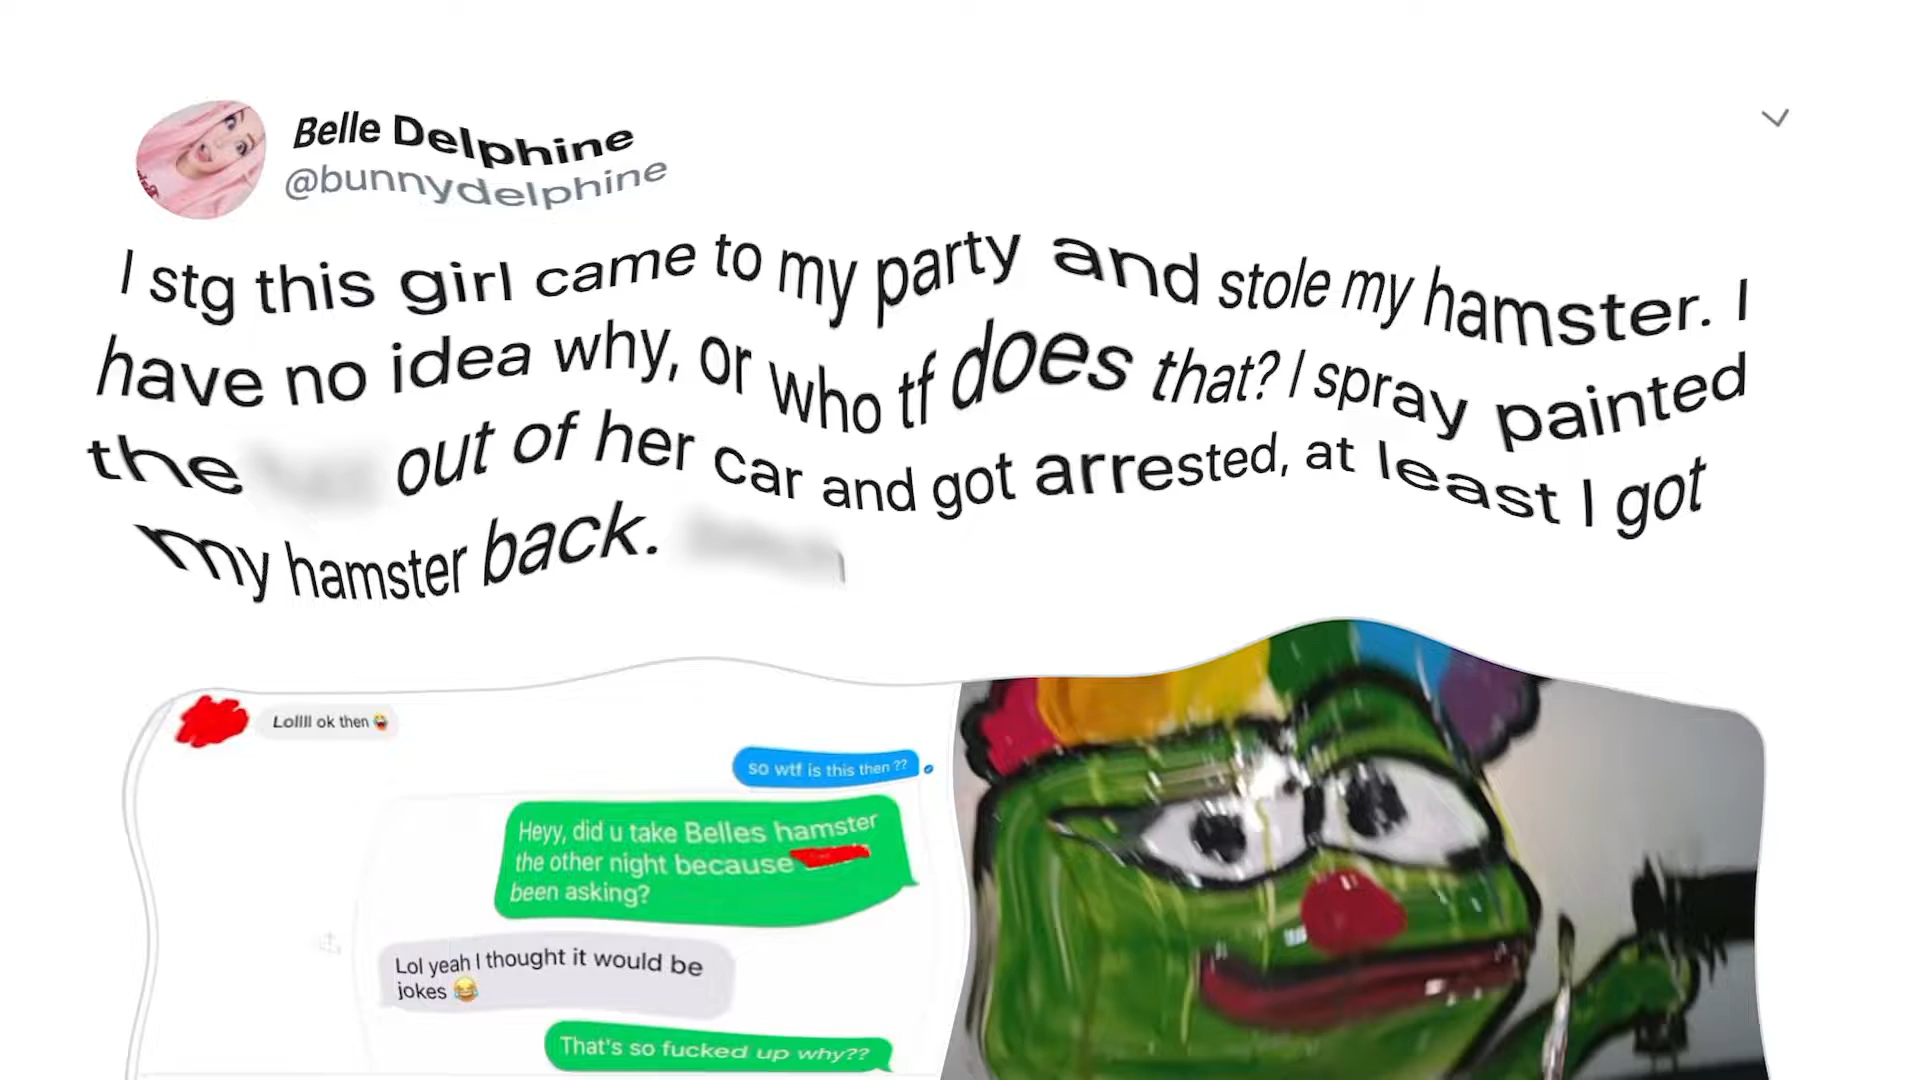 Belle Delphine
@bunnydelphine
I stg this girl came to my party and stole my hamster. I
have no idea why, or who tf does that? I spray painted
the out of her car and got arrested, at least I got
my hamster back.
Lollll ok then 😂
so wtf is this then ??
Heyy, did u take Belles hamster
the other night because
been asking?
Lol yeah I thought it would be
jokes 😂
That's so fucked up why??